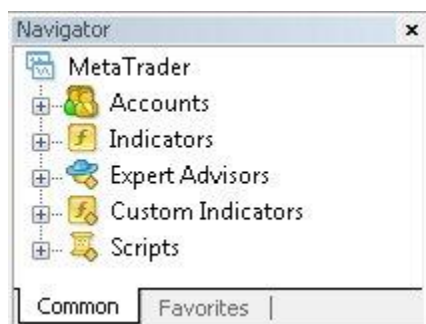 Navigator
MetaTrader
Accounts
Indicators
Expert Advisors
Custom Indicators
Scripts
Common Favorites